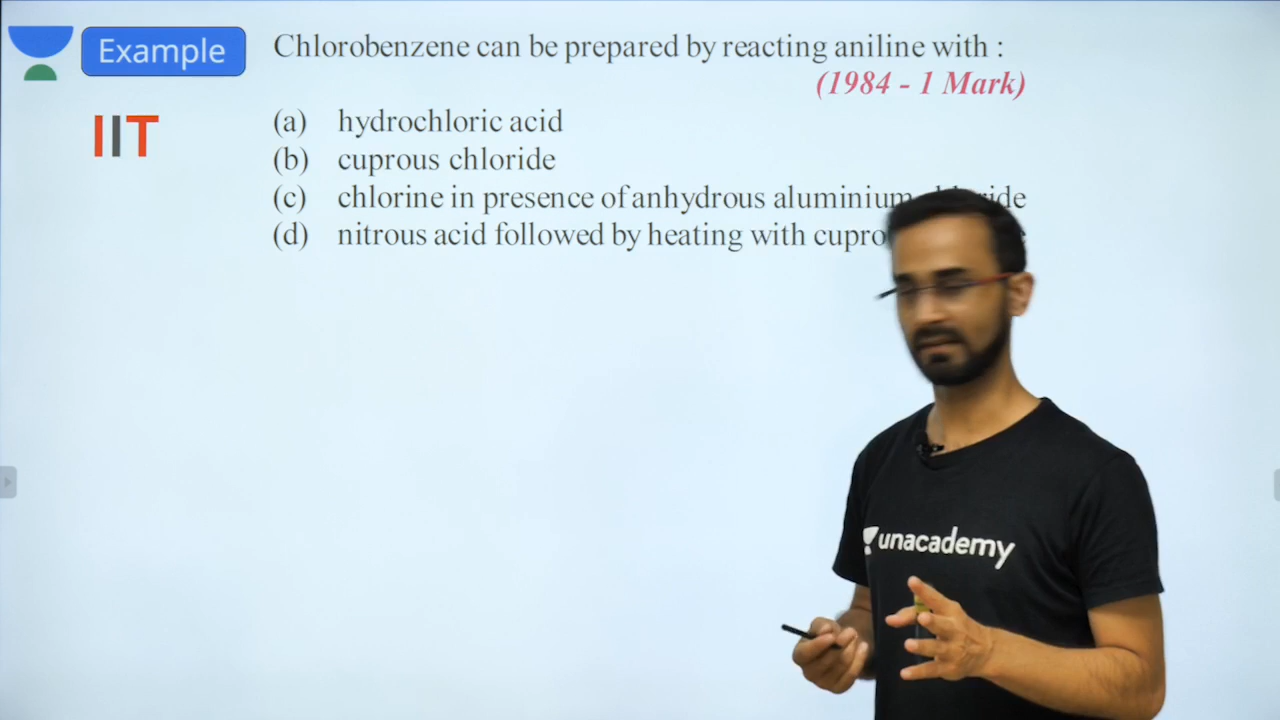 Example
Chlorobenzene can be prepared by reacting aniline with :
(1984 - 1 Mark)
IIT
(a) hydrochloric acid
(b) cuprous chloride
(c) chlorine in presence of anhydrous aluminium
(d) nitrous acid followed by heating with
unacademy